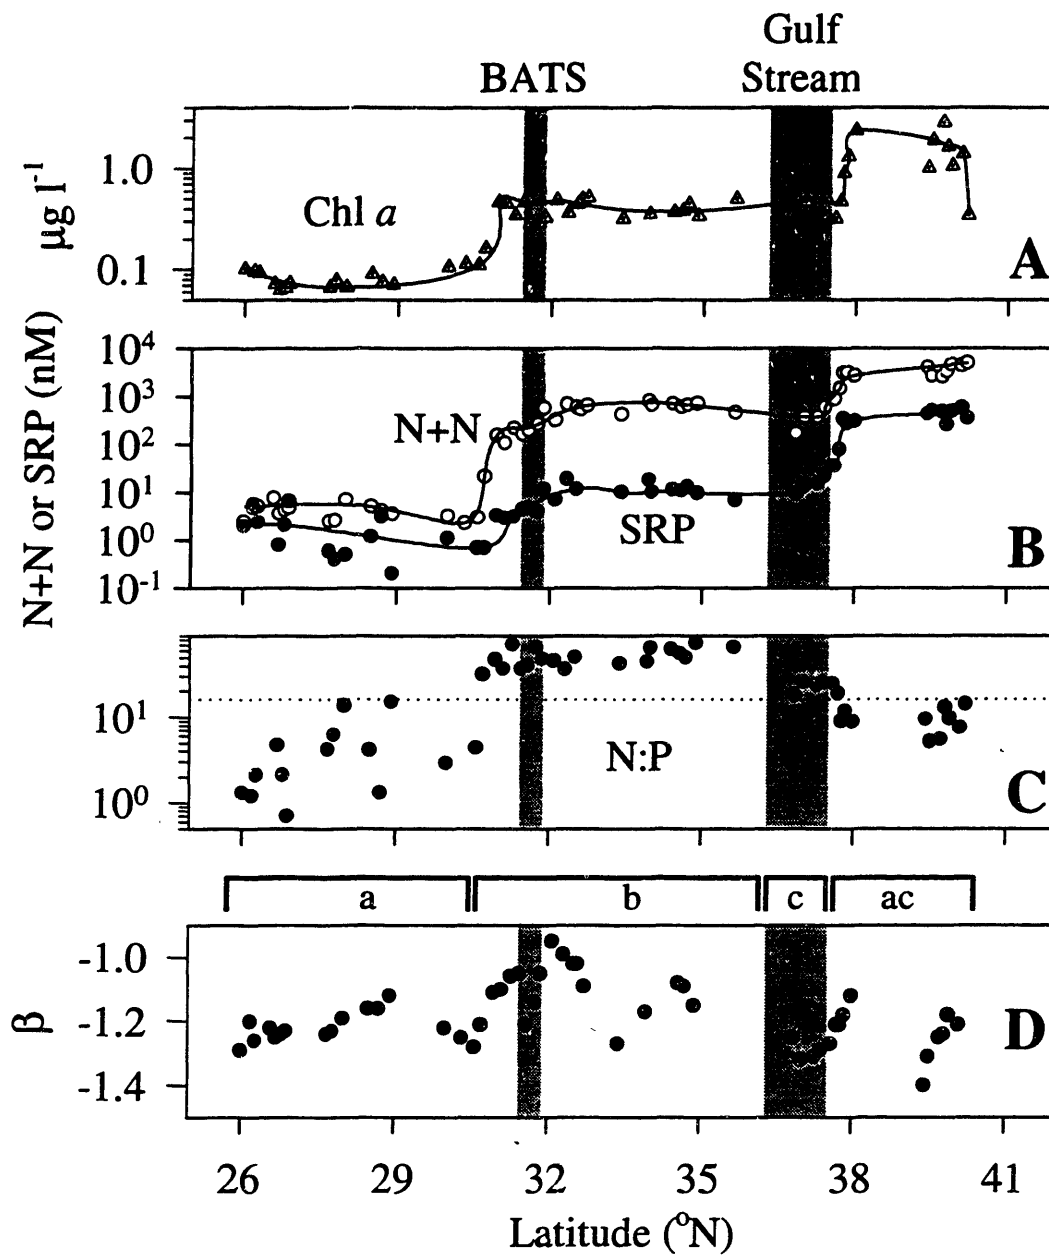 Gulf
BATS Stream
µg l⁻¹
1.0
0.1
Chl a
A
N+N or SRP (nM)
10⁴
10³
10²
10¹
10⁰
10⁻¹
N+N
SRP
B
10¹
10⁰
N:P
C
a b c ac
β
-1.0
-1.2
-1.4
D
26 29 32 35 38 41
Latitude (°N)